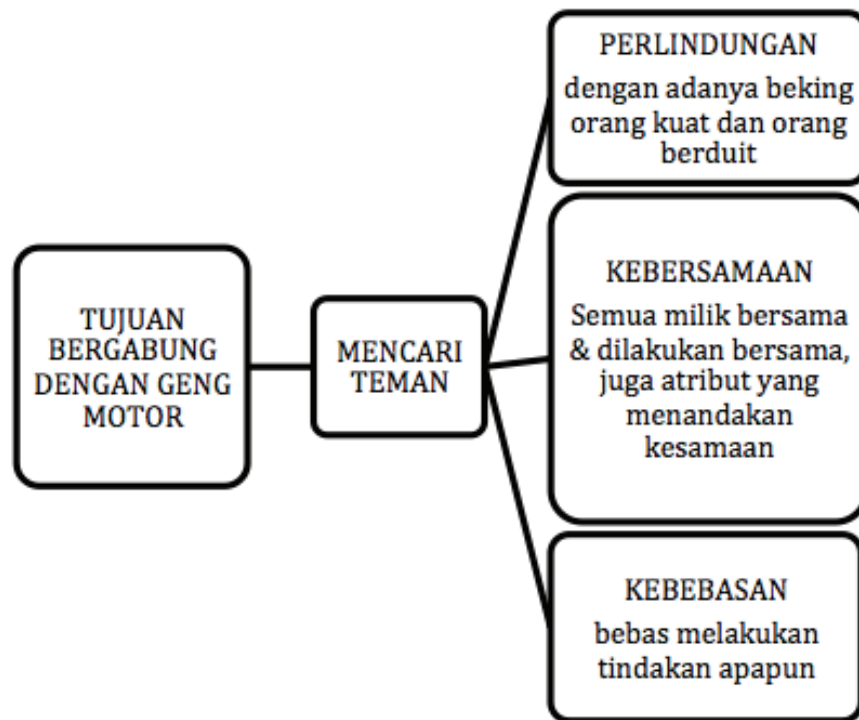 TUJUAN
BERGABUNG
DENGAN GENG
MOTOR
MENCARI
TEMAN
PERLINDUNGAN
dengan adanya beking
orang kuat dan orang
berduit
KEBERSAMAAN
Semua milik bersama
& dilakukan bersama,
juga atribut yang
menandakan
kesamaan
KEBEBASAN
bebas melakukan
tindakan apapun